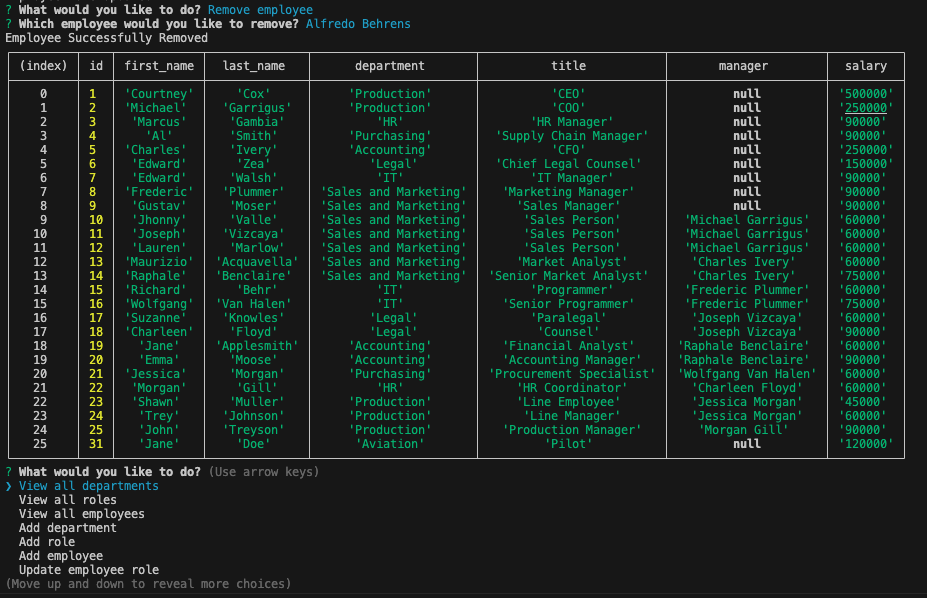 ? What would you like to do? Remove employee
? Which employee would you like to remove? Alfredo Behrens
Employee Successfully Removed
(index) id first_name last_name department title manager salary
0 1 'Courtney' 'Cox' 'Production' 'CEO' null '500000'
1 2 'Michael' 'Garrigus' 'Production' 'COO' null '250000'
2 3 'Marcus' 'Gambia' 'HR' 'HR Manager' null '90000'
3 4 'Al' 'Smith' 'Purchasing' 'Supply Chain Manager' null '90000'
4 5 'Charles' 'Ivery' 'Accounting' 'CFO' null '250000'
5 6 'Edward' 'Zea' 'Legal' 'Chief Legal Counsel' null '150000'
6 7 'Edward' 'Walsh' 'IT' 'IT Manager' null '90000'
7 8 'Frederic' 'Plummer' 'Sales and Marketing' 'Marketing Manager' null '90000'
8 9 'Gustav' 'Moser' 'Sales and Marketing' 'Sales Manager' null '90000'
9 10 'Jhonny' 'Valle' 'Sales and Marketing' 'Sales Person' 'Michael Garrigus' '60000'
10 11 'Joseph' 'Vizcaya' 'Sales and Marketing' 'Sales Person' 'Michael Garrigus' '60000'
11 12 'Lauren' 'Marlow' 'Sales and Marketing' 'Sales Person' 'Michael Garrigus' '60000'
12 13 'Maurizio' 'Acquavella' 'Sales and Marketing' 'Market Analyst' 'Charles Ivery' '60000'
13 14 'Raphale' 'Benclaire' 'Sales and Marketing' 'Senior Market Analyst' 'Charles Ivery' '75000'
14 15 'Richard' 'Behr' 'IT' 'Programmer' 'Frederic Plummer' '60000'
15 16 'Wolfgang' 'Van Halen' 'IT' 'Senior Programmer' 'Frederic Plummer' '75000'
16 17 'Suzanne' 'Knowles' 'Legal' 'Paralegal' 'Joseph Vizcaya' '60000'
17 18 'Charleen' 'Floyd' 'Legal' 'Counsel' 'Joseph Vizcaya' '90000'
18 19 'Jane' 'Applesmith' 'Accounting' 'Financial Analyst' 'Raphale Benclaire' '60000'
19 20 'Emma' 'Moose' 'Accounting' 'Accounting Manager' 'Raphale Benclaire' '90000'
20 21 'Jessica' 'Morgan' 'Purchasing' 'Procurement Specialist' 'Wolfgang Van Halen' '60000'
21 22 'Morgan' 'Gill' 'HR' 'HR Coordinator' 'Charleen Floyd' '60000'
22 23 'Shawn' 'Muller' 'Production' 'Line Employee' 'Jessica Morgan' '45000'
23 24 'Trey' 'Johnson' 'Production' 'Line Manager' 'Jessica Morgan' '60000'
24 25 'John' 'Treyson' 'Production' 'Production Manager' 'Morgan Gill' '90000'
25 31 'Jane' 'Doe' 'Aviation' 'Pilot' null '120000'
? What would you like to do? (Use arrow keys)
❯ View all departments
View all roles
View all employees
Add department
Add role
Add employee
Update employee role
(Move up and down to reveal more choices)